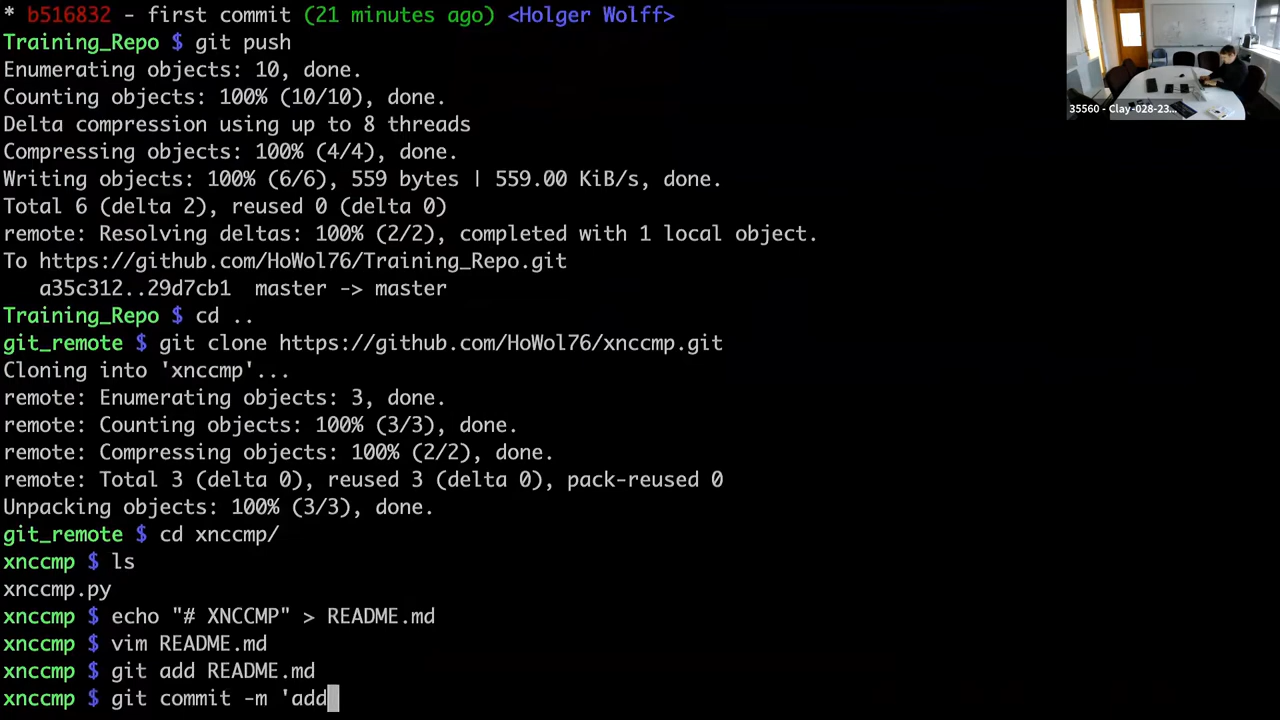 * b516832 - first commit (21 minutes ago) <Holger Wolff>
Training_Repo $ git push
Enumerating objects: 10, done.
Counting objects: 100% (10/10), done.
Delta compression using up to 8 threads
Compressing objects: 100% (4/4), done.
Writing objects: 100% (6/6), 559 bytes | 559.00 KiB/s, done.
Total 6 (delta 2), reused 0 (delta 0)
remote: Resolving deltas: 100% (2/2), completed with 1 local object.
To https://github.com/HoWol76/Training_Repo.git
   a35c312..29d7cb1  master -> master
Training_Repo $ cd ..
git_remote $ git clone https://github.com/HoWol76/xnccmp.git
Cloning into 'xnccmp'...
remote: Enumerating objects: 3, done.
remote: Counting objects: 100% (3/3), done.
remote: Compressing objects: 100% (2/2), done.
remote: Total 3 (delta 0), reused 3 (delta 0), pack-reused 0
Unpacking objects: 100% (3/3), done.
git_remote $ cd xnccmp/
xnccmp $ ls
xnccmp.py
xnccmp $ echo "# XNCCMP" > README.md
xnccmp $ vim README.md
xnccmp $ git add README.md
xnccmp $ git commit -m 'add
35560 - Clay-028-23...